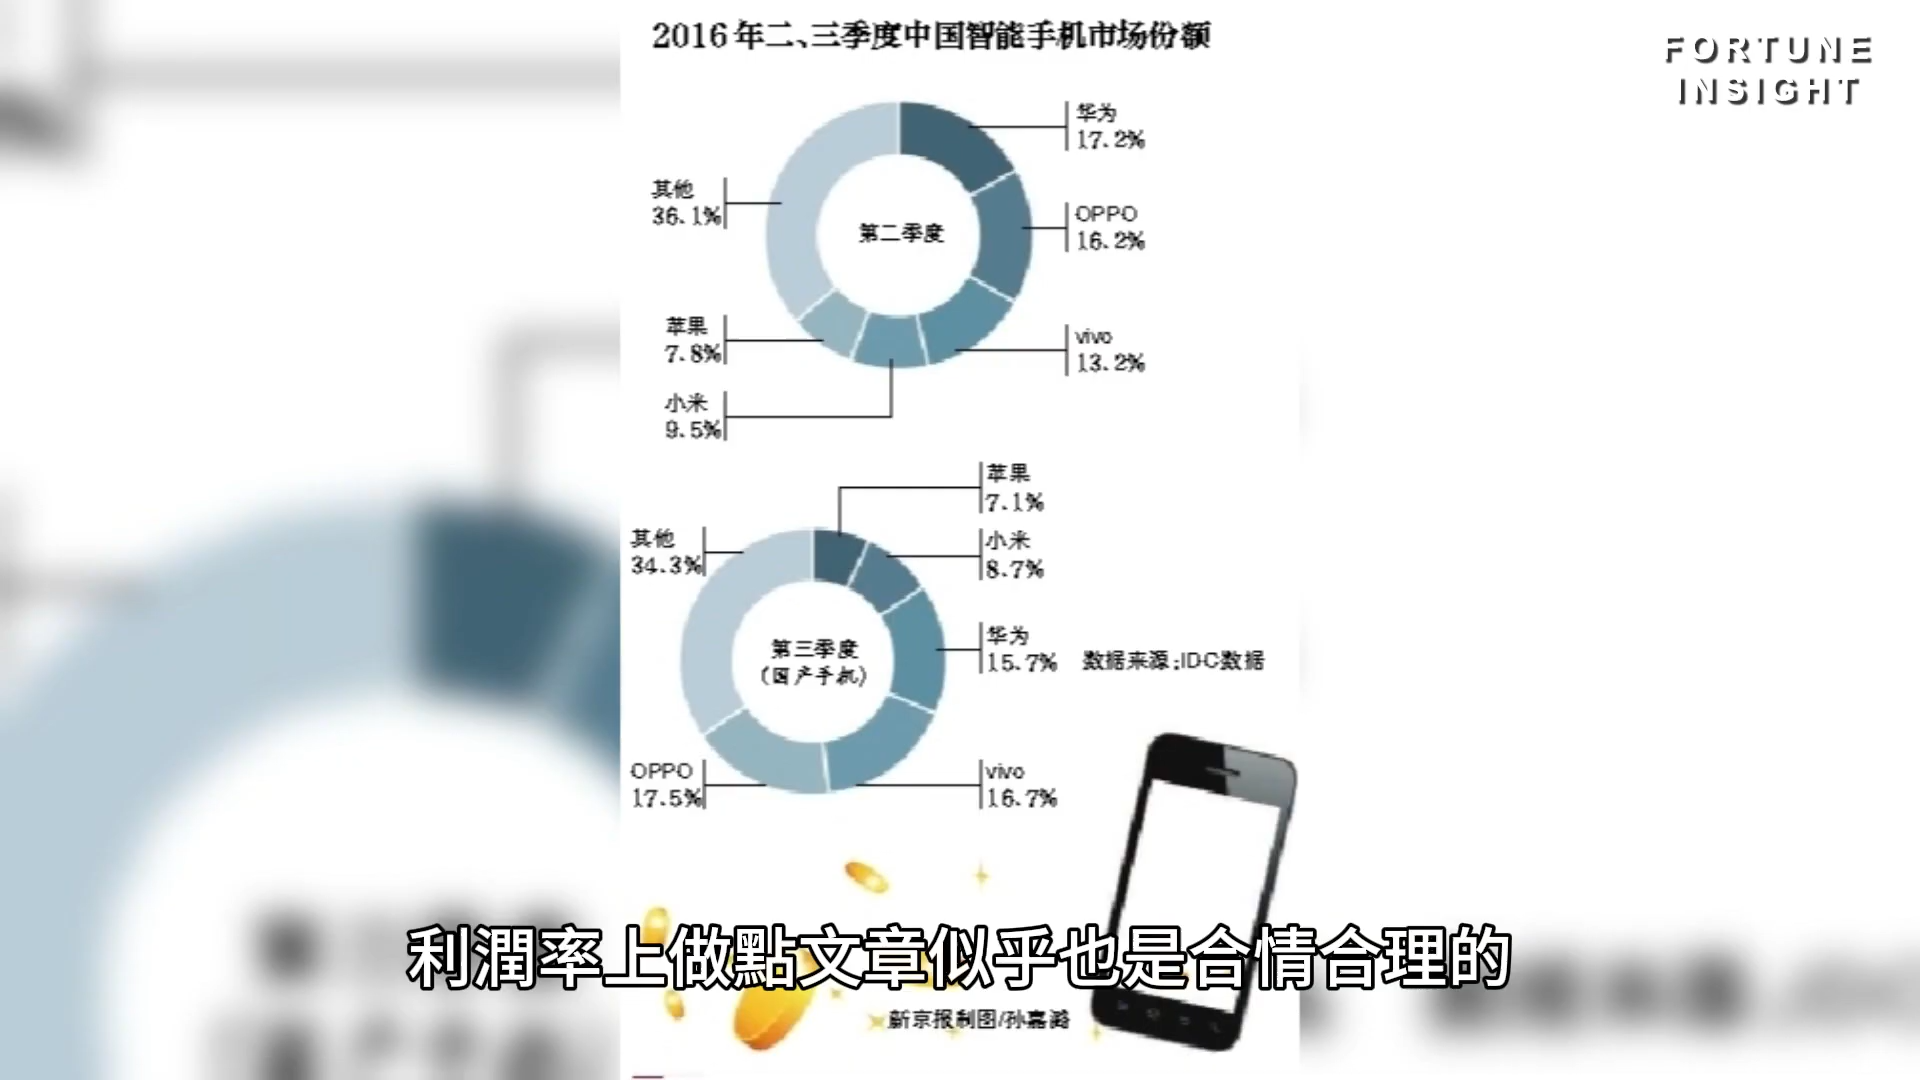 2016年二、三季度中国智能手机市场份额
FORTUNE
INSIGHT
华为
17.2%
其他
36.1%
OPPO
16.2%
第二季度
苹果
7.8%
vivo
13.2%
小米
9.5%
苹果
7.1%
其他
34.3%
小米
8.7%
华为
15.7%
第三季度
(国产手机)
数据来源:IDC数据
OPPO
17.5%
vivo
16.7%
利潤率上做點文章似乎也是合情合理的
新京报制图/孙嘉潞